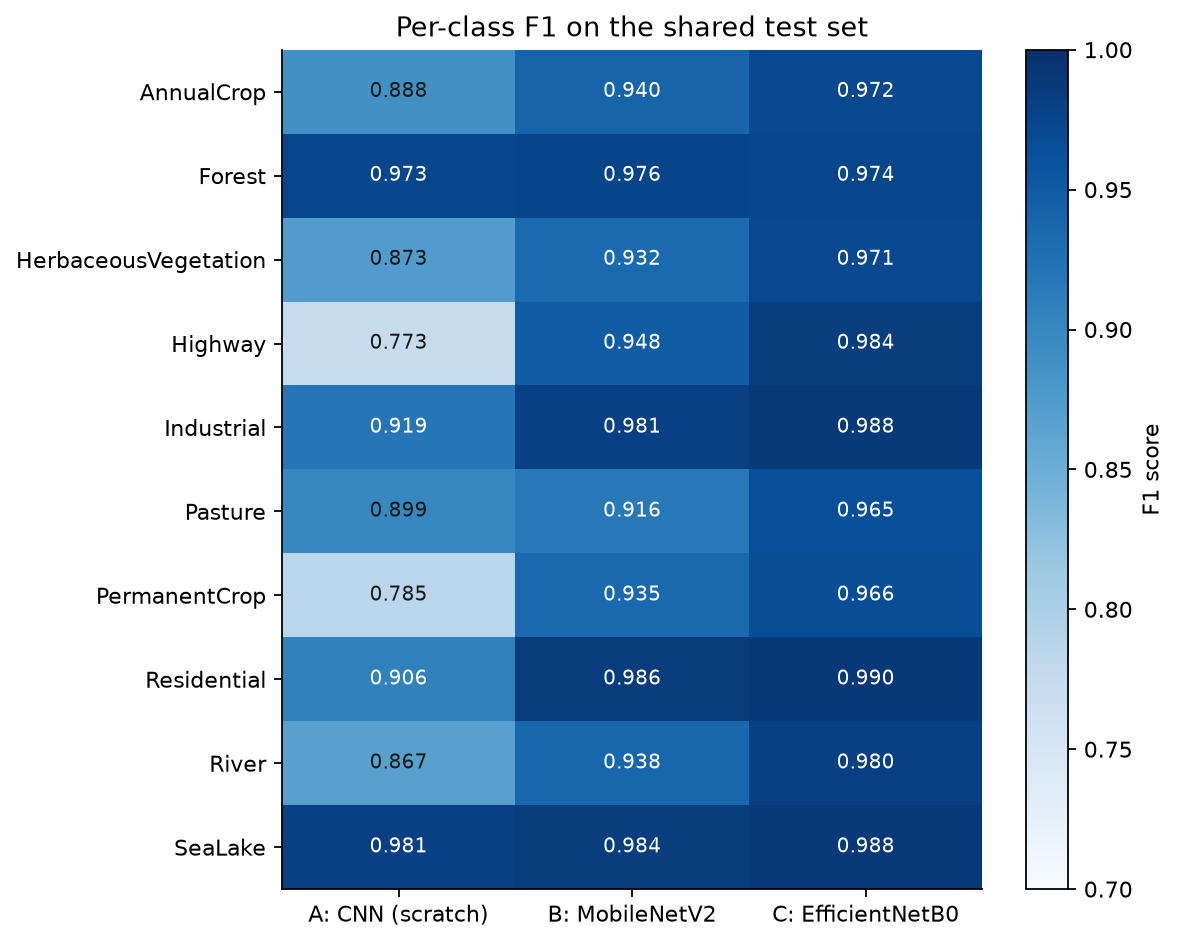 Per-class F1 on the shared test set
AnnualCrop 0.888 0.940 0.972 1.00
Forest 0.973 0.976 0.974 0.95
HerbaceousVegetation 0.873 0.932 0.971
Highway 0.773 0.948 0.984 0.90
Industrial 0.919 0.981 0.988
Pasture 0.899 0.916 0.965 0.85
PermanentCrop 0.785 0.935 0.966 0.80
Residential 0.906 0.986 0.990
River 0.867 0.938 0.980 0.75
SeaLake 0.981 0.984 0.988 0.70
F1 score
A: CNN (scratch) B: MobileNetV2 C: EfficientNetB0